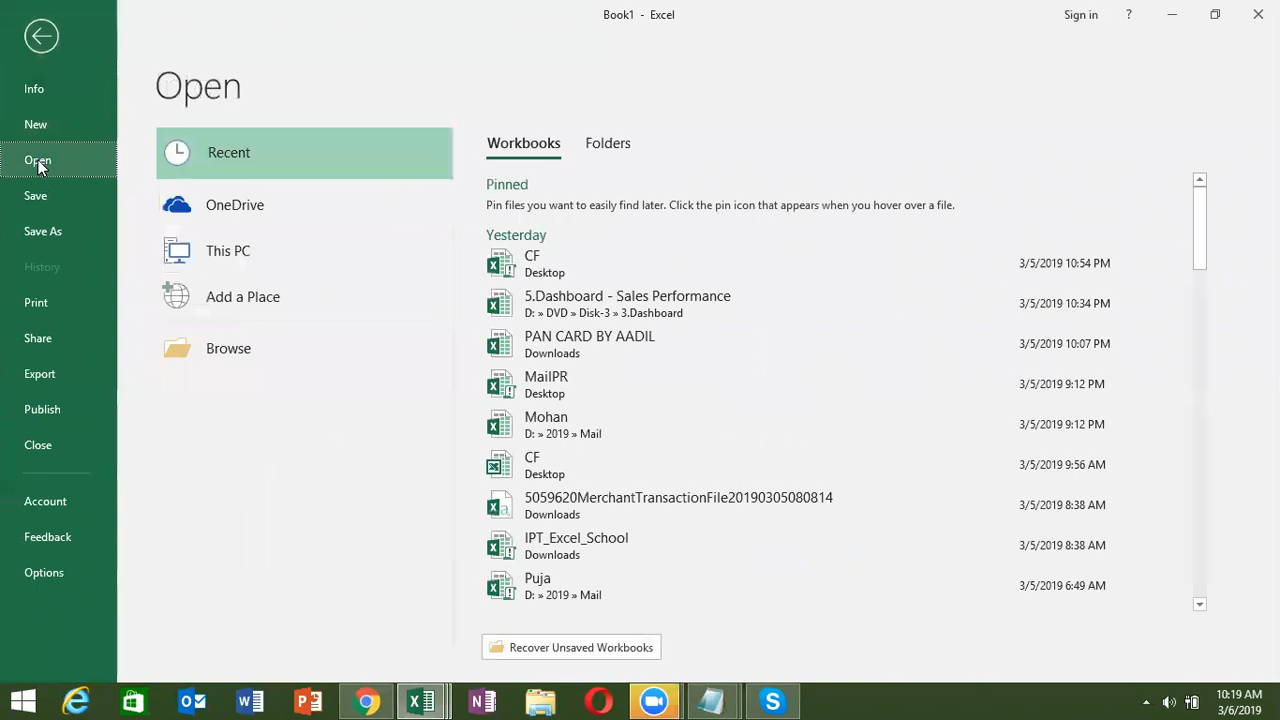 Book1 - Excel
Sign in
?
Info
New
Open
Save
Save As
History
Print
Share
Export
Publish
Close
Account
Feedback
Options
Open
Recent
OneDrive
This PC
Add a Place
Browse
Workbooks Folders
Pinned
Pin files you want to easily find later. Click the pin icon that appears when you hover over a file.
Yesterday
CF
Desktop
3/5/2019 10:54 PM
5.Dashboard - Sales Performance
D: » DVD » Disk-3 » 3.Dashboard
3/5/2019 10:34 PM
PAN CARD BY AADIL
Downloads
3/5/2019 10:07 PM
MailPR
Desktop
3/5/2019 9:12 PM
Mohan
D: » 2019 » Mail
3/5/2019 9:12 PM
CF
Desktop
3/5/2019 9:56 AM
5059620MerchantTransactionFile20190305080814
Downloads
3/5/2019 8:38 AM
IPT_Excel_School
Downloads
3/5/2019 8:38 AM
Puja
D: » 2019 » Mail
3/5/2019 6:49 AM
Recover Unsaved Workbooks
10:19 AM
3/6/2019